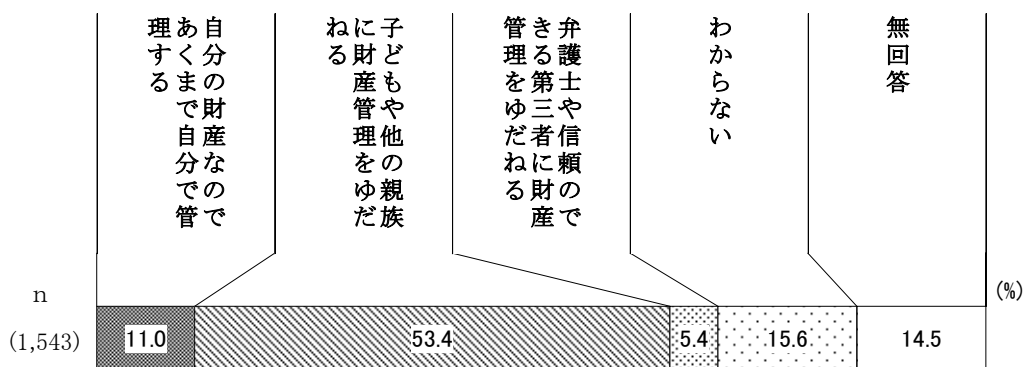 自分の財産なので
あくまで自分で管
理する
子どもや他の親族
に財産管理をゆだ
ねる
弁護士や信頼ので
きる第三者に財産
管理をゆだねる
わからない
無回答
(%)
n
(1,543)
11.0
53.4
5.4
15.6
14.5